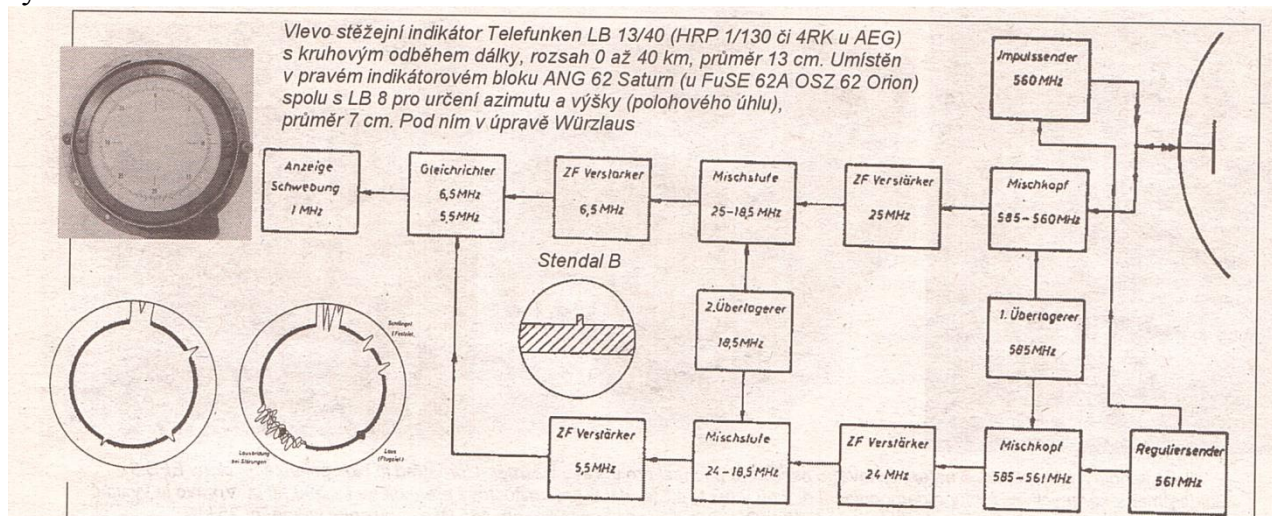 Vlevo stěžejní indikátor Telefunken LB 13/40 (HRP 1/130 či 4RK u AEG)
s kruhovým odběhem dálky, rozsah 0 až 40 km, průměr 13 cm. Umístěn
v pravém indikátorovém bloku ANG 62 Saturn (u FuSE 62A OSZ 62 Orion)
spolu s LB 8 pro určení azimutu a výšky (polohového úhlu),
průměr 7 cm. Pod ním v úpravě Würzlaus
Jmpulssender
560 MHz
Anzeige
Schwebung
1 MHz
Gleichrichter
6,5 MHz
5,5 MHz
ZF Verstärker
6,5 MHz
Mischstufe
25-18,5 MHz
ZF Verstärker
25 MHz
Mischkopf
585-560 MHz
Stendal B
2. Überlagerer
18,5 MHz
1. Überlagerer
585 MHz
ZF Verstärker
5,5 MHz
Mischstufe
24-18,5 MHz
ZF Verstärker
24 MHz
Mischkopf
585-561 MHz
Reguliersender
561 MHz
Laus
(Flugziel)
bei Störungen